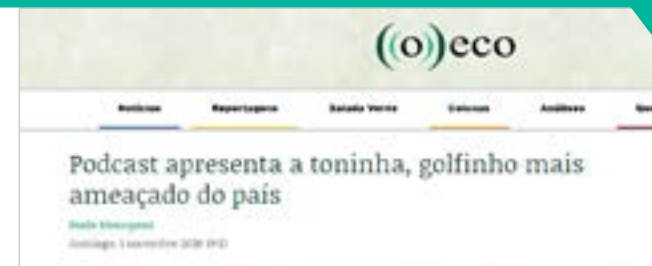 ((o))eco
Notícias Reportagens Salada Verde Colunas Análises
Podcast apresenta a toninha, golfinho mais
ameaçado do país